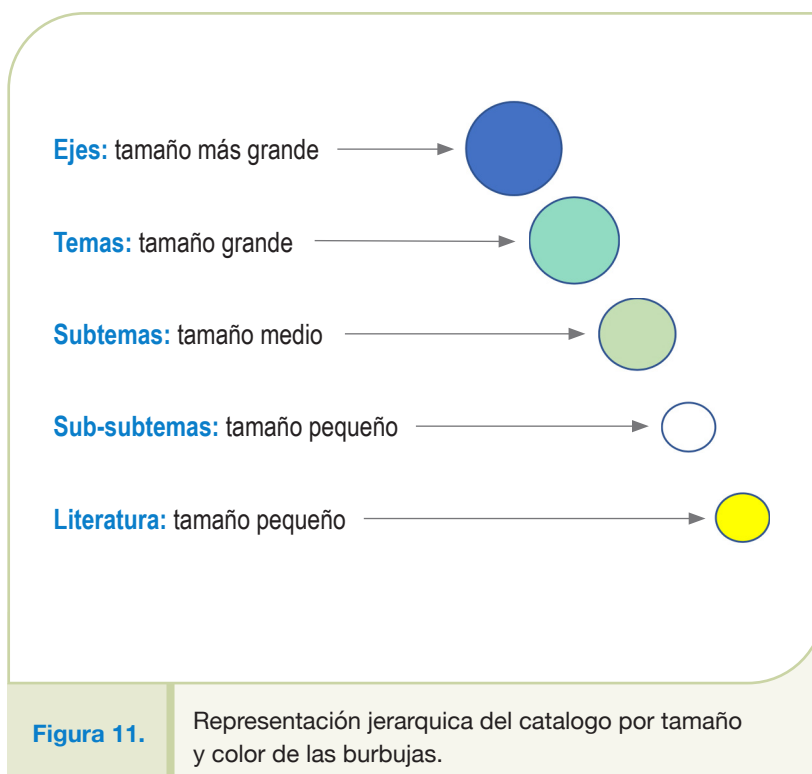 Ejes: tamaño más grande
Temas: tamaño grande
Subtemas: tamaño medio
Sub-subtemas: tamaño pequeño
Literatura: tamaño pequeño
Figura 11.
Representación jerarquica del catalogo por tamaño
y color de las burbujas.